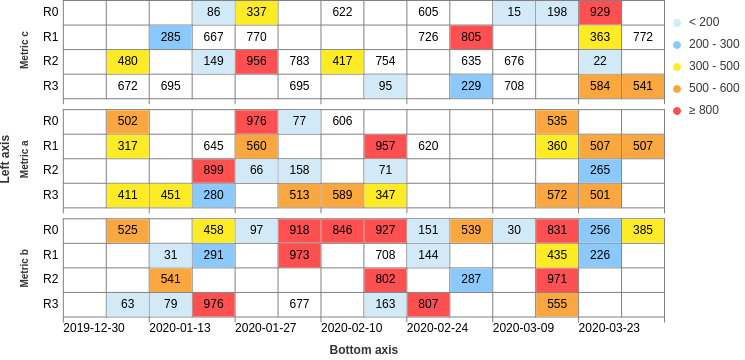 R0 86 337 622 605 15 198 929
R1 285 667 770 726 805 363 772
R2 480 149 956 783 417 754 635 676 22
R3 672 695 695 95 229 708 584 541
Metric c
< 200
200 - 300
300 - 500
500 - 600
≥ 800
R0 502 976 77 606 535
R1 317 645 560 957 620 360 507 507
R2 899 66 158 71 265
R3 411 451 280 513 589 347 572 501
Metric a
Left axis
R0 525 458 97 918 846 927 151 539 30 831 256 385
R1 31 291 973 708 144 435 226
R2 541 802 287 971
R3 63 79 976 677 163 807 555
Metric b
2019-12-30 2020-01-13 2020-01-27 2020-02-10 2020-02-24 2020-03-09 2020-03-23
Bottom axis